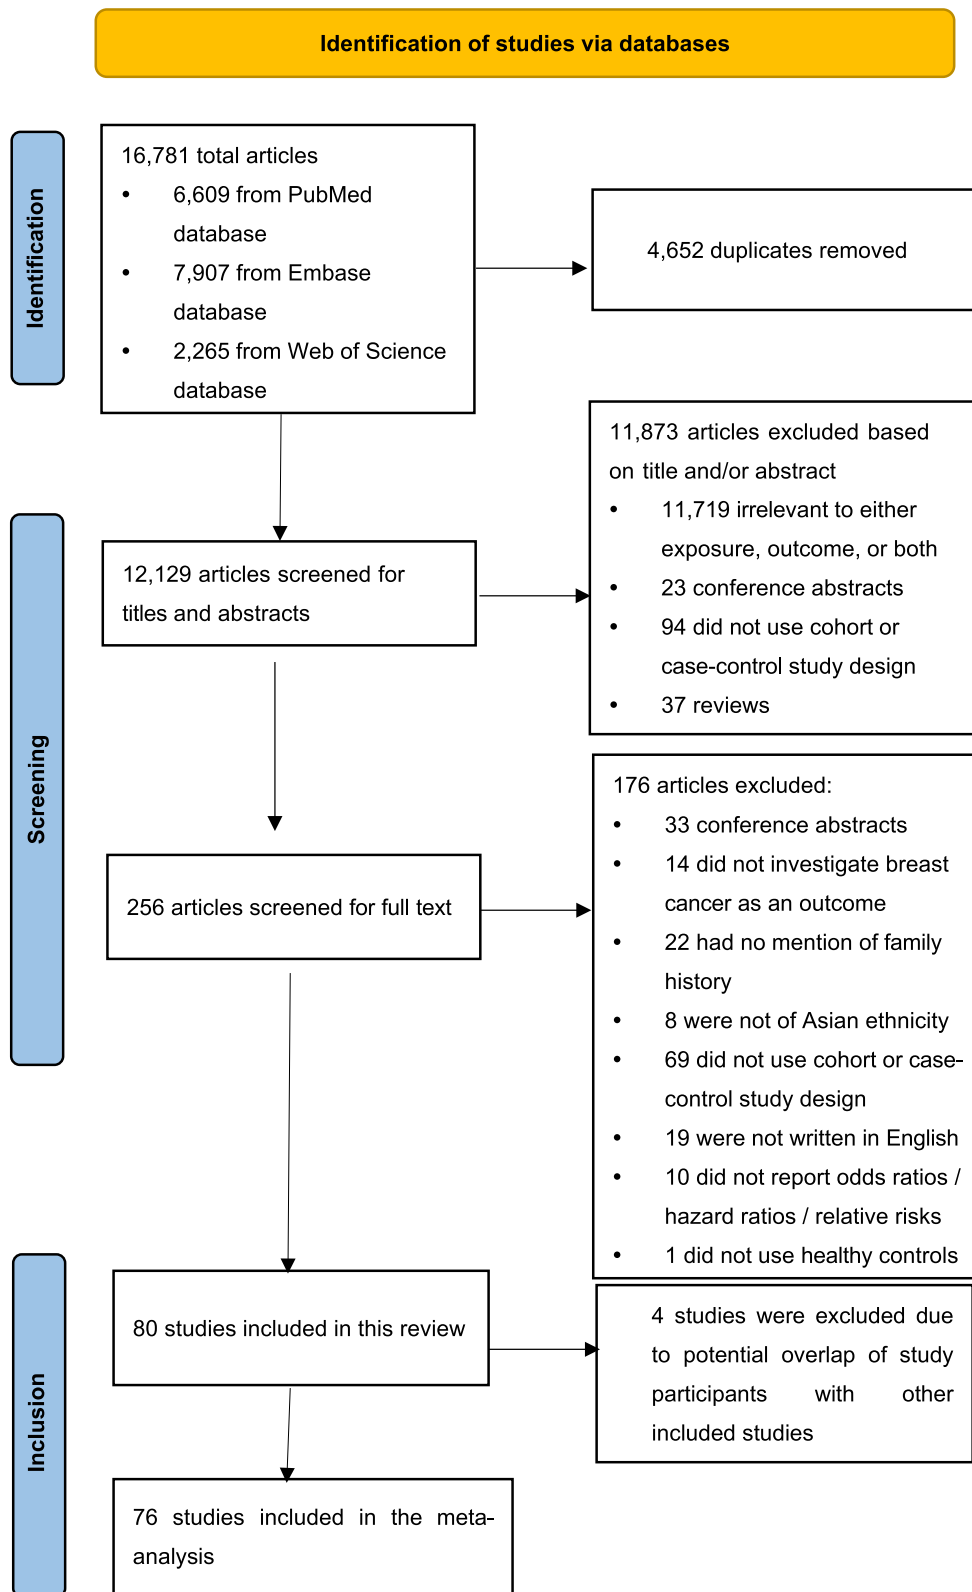 Identification of studies via databases
Identification
16,781 total articles
• 6,609 from PubMed
database
• 7,907 from Embase
database
• 2,265 from Web of Science
database
4,652 duplicates removed
Screening
12,129 articles screened for
titles and abstracts
11,873 articles excluded based
on title and/or abstract
• 11,719 irrelevant to either
exposure, outcome, or both
• 23 conference abstracts
• 94 did not use cohort or
case-control study design
• 37 reviews
256 articles screened for full text
176 articles excluded:
• 33 conference abstracts
• 14 did not investigate breast
cancer as an outcome
• 22 had no mention of family
history
• 8 were not of Asian ethnicity
• 69 did not use cohort or case-
control study design
• 19 were not written in English
• 10 did not report odds ratios /
hazard ratios / relative risks
• 1 did not use healthy controls
Inclusion
80 studies included in this review
4 studies were excluded due
to potential overlap of study
participants with other
included studies
76 studies included in the meta-
analysis